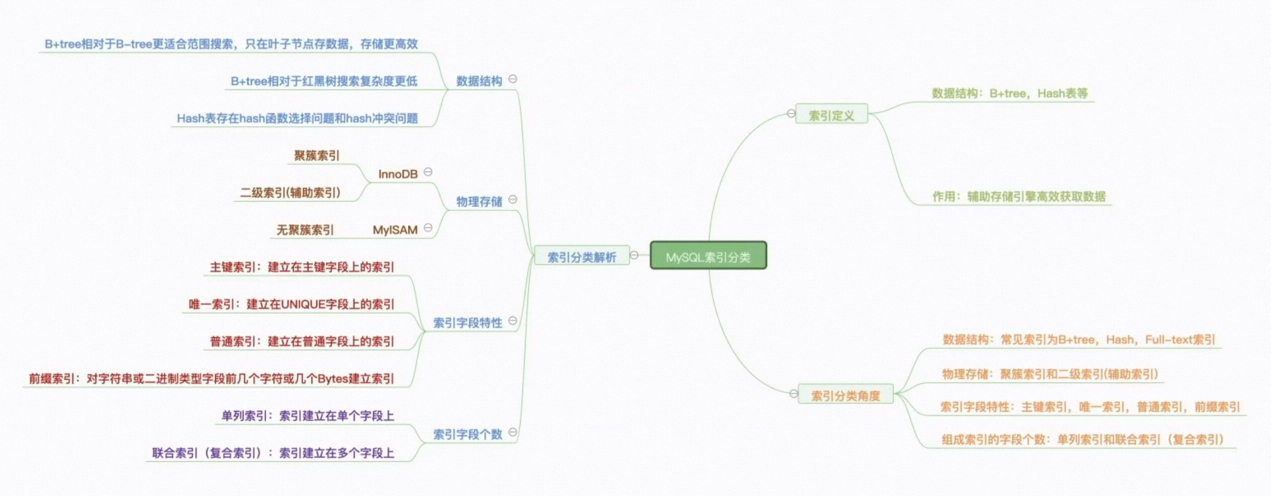 MySQL索引分类
索引定义
数据结构：B+tree，Hash表等
作用：辅助存储引擎高效获取数据
索引分类角度
数据结构：常见索引为B+tree，Hash，Full-text索引
物理存储：聚簇索引和二级索引(辅助索引)
索引字段特性：主键索引，唯一索引，普通索引，前缀索引
组成索引的字段个数：单列索引和联合索引（复合索引）
索引分类解析
数据结构
B+tree相对于B-tree更适合范围搜索，只在叶子节点存数据，存储更高效
B+tree相对于红黑树搜索复杂度更低
Hash表存在hash函数选择问题和hash冲突问题
物理存储
InnoDB
聚簇索引
二级索引(辅助索引)
MyISAM
无聚簇索引
索引字段特性
主键索引：建立在主键字段上的索引
唯一索引：建立在UNIQUE字段上的索引
普通索引：建立在普通字段上的索引
前缀索引：对字符串或二进制类型字段前几个字符或几个Bytes建立索引
索引字段个数
单列索引：索引建立在单个字段上
联合索引（复合索引）：索引建立在多个字段上